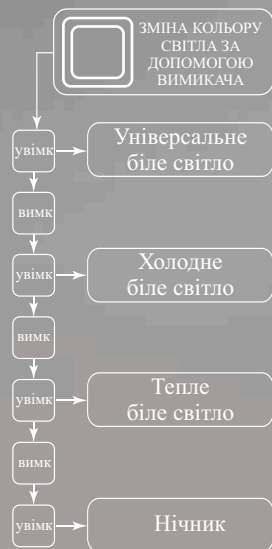 ЗМІНА КОЛЬОРУ
СВІТЛА ЗА
ДОПОМОГОЮ
ВИМИКАЧА
увімк
Універсальне
біле світло
вимк
увімк
Холодне
біле світло
вимк
увімк
Тепле
біле світло
вимк
увімк
Нічник